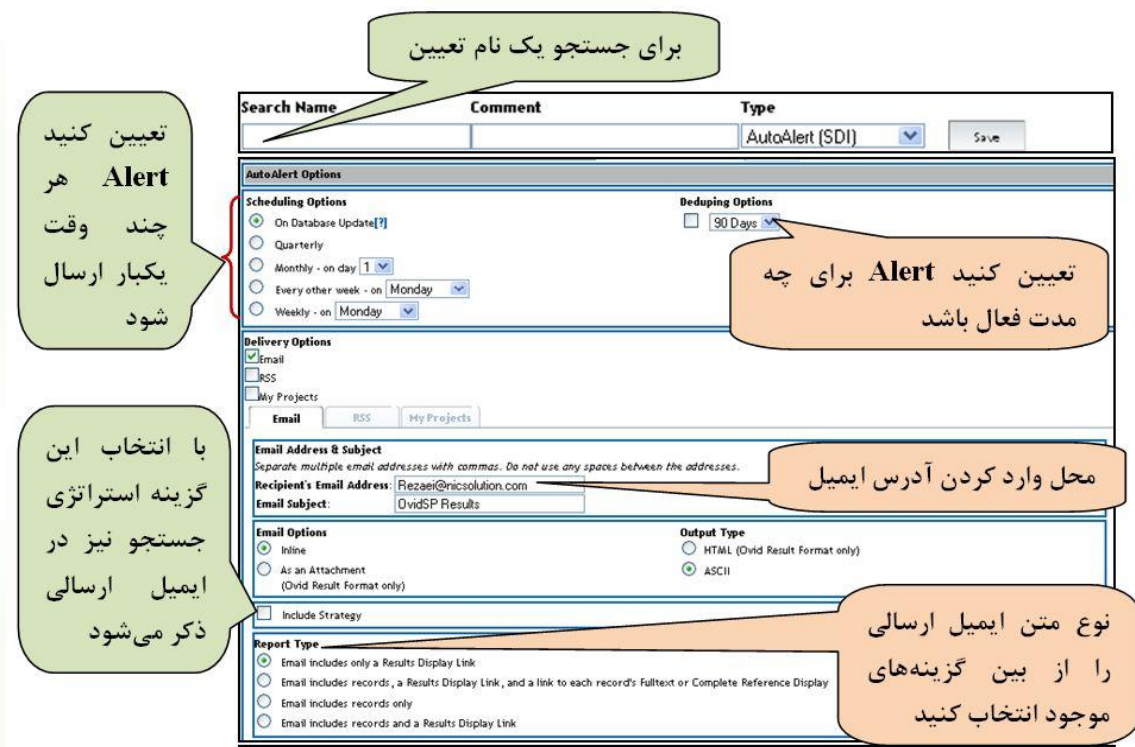 برای جستجو یک نام تعیین
Search Name Comment Type
AutoAlert (SDI) Save
تعیین کنید
Alert هر
چند وقت
یکبار ارسال
شود
AutoAlert Options
Scheduling Options
On Database Update[?]
Quarterly
Monthly - on day 1
Every other week - on Monday
Weekly - on Monday
Deduping Options
90 Days
تعیین کنید Alert برای چه
مدت فعال باشد
Delivery Options
Email
RSS
My Projects
Email RSS My Projects
با انتخاب این
گزینه استراتژی
جستجو نیز در
ایمیل ارسالی
ذکر می‌شود
Email Address & Subject
Separate multiple email addresses with commas. Do not use any spaces between the addresses.
Recipient's Email Address: Rezaei@nicsolution.com
Email Subject: OvidSP Results
محل وارد کردن آدرس ایمیل
Email Options
Inline
As an Attachment
(Ovid Result Format only)
Output Type
HTML (Ovid Result Format only)
ASCII
Include Strategy
Report Type
Email includes only a Results Display Link
Email includes records, a Results Display Link, and a link to each record's Fulltext or Complete Reference Display
Email includes records only
Email includes records and a Results Display Link
نوع متن ایمیل ارسالی
را از بین گزینه‌های
موجود انتخاب کنید